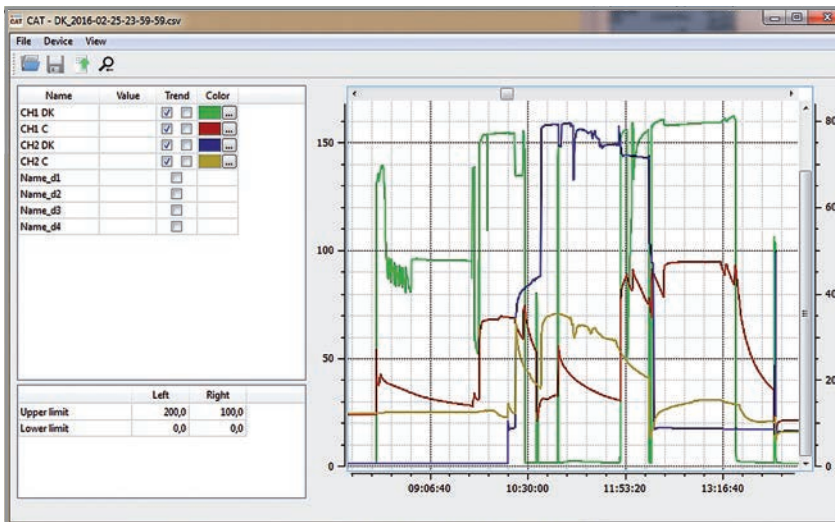 CAT CAT - DK_2016-02-25-23-59-59.csv
File Device View
Name Value Trend Color
CH1 DK ...
CH1 C ...
CH2 DK ...
CH2 C ...
Name_d1
Name_d2
Name_d3
Name_d4
Left Right
Upper limit 200,0 100,0
Lower limit 0,0 0,0
150
100
50
0
80
60
40
20
0
09:06:40 10:30:00 11:53:20 13:16:40